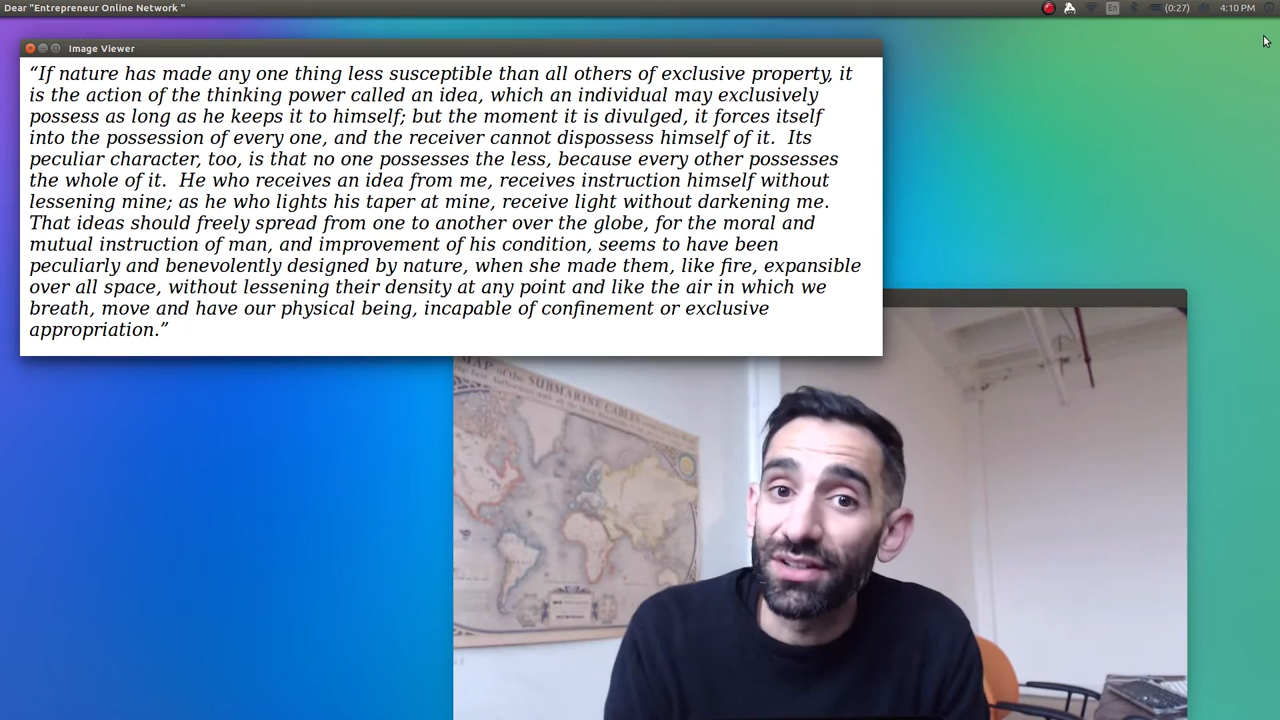 Dear "Entrepreneur Online Network "
En
(0:27)
4:10 PM
Image Viewer
“If nature has made any one thing less susceptible than all others of exclusive property, it
is the action of the thinking power called an idea, which an individual may exclusively
possess as long as he keeps it to himself; but the moment it is divulged, it forces itself
into the possession of every one, and the receiver cannot dispossess himself of it.  Its
peculiar character, too, is that no one possesses the less, because every other possesses
the whole of it.  He who receives an idea from me, receives instruction himself without
lessening mine; as he who lights his taper at mine, receive light without darkening me.
That ideas should freely spread from one to another over the globe, for the moral and
mutual instruction of man, and improvement of his condition, seems to have been
peculiarly and benevolently designed by nature, when she made them, like fire, expansible
over all space, without lessening their density at any point and like the air in which we
breath, move and have our physical being, incapable of confinement or exclusive
appropriation.”
MAP of the SUBMARINE CABLES
the best Authorities